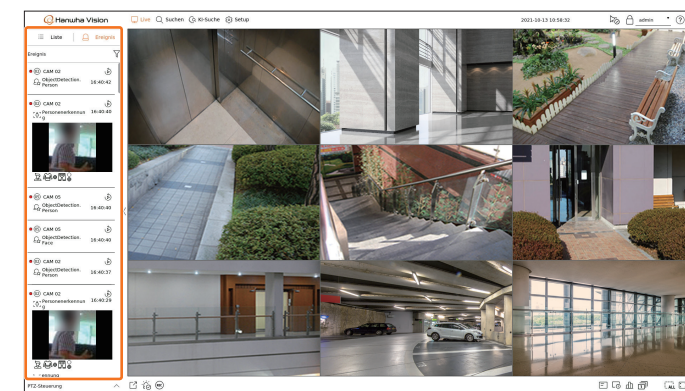 Hanwha Vision
Live Suchen KI-Suche Setup
2021-10-13 10:58:32
admin
Liste Ereignis
Ereignis
CAM 02
ObjectDetection.
Person
16:40:42
CAM 02
Personenerkennun
g
16:40:40
CAM 05
ObjectDetection.
Person
16:40:40
CAM 05
ObjectDetection.
Face
16:40:40
CAM 02
ObjectDetection.
Person
16:40:37
CAM 02
Personenerkennun
g
16:40:29
PTZ-Steuerung